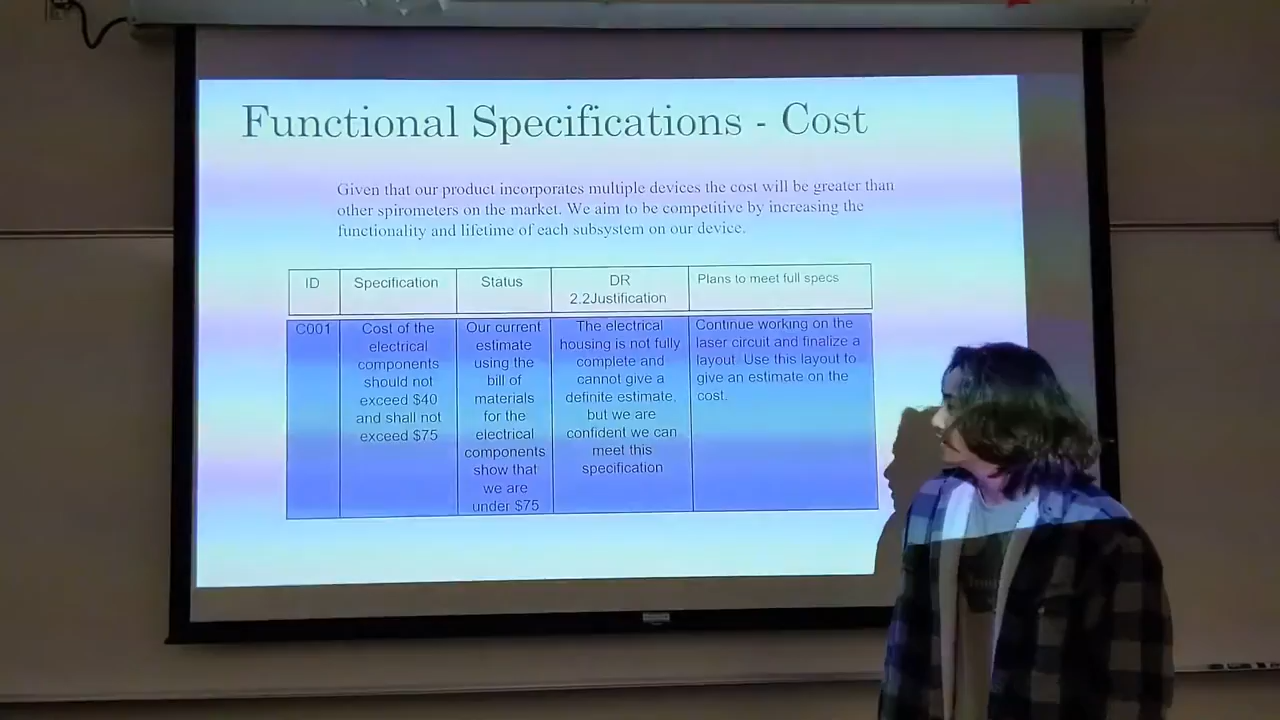 Functional Specifications - Cost
Given that our product incorporates multiple devices the cost will be greater than
other spirometers on the market. We aim to be competitive by increasing the
functionality and lifetime of each subsystem on our device.
ID
Specification
Status
DR
2.2Justification
Plans to meet full specs
C001
Cost of the
electrical
components
should not
exceed $40
and shall not
exceed $75
Our current
estimate
using the
bill of
materials
for the
electrical
components
show that
we are
under $75
The electrical
housing is not fully
complete and
cannot give a
definite estimate,
but we are
confident we can
meet this
specification
Continue working on the
laser circuit and finalize a
layout. Use this layout to
give an estimate on the
cost.